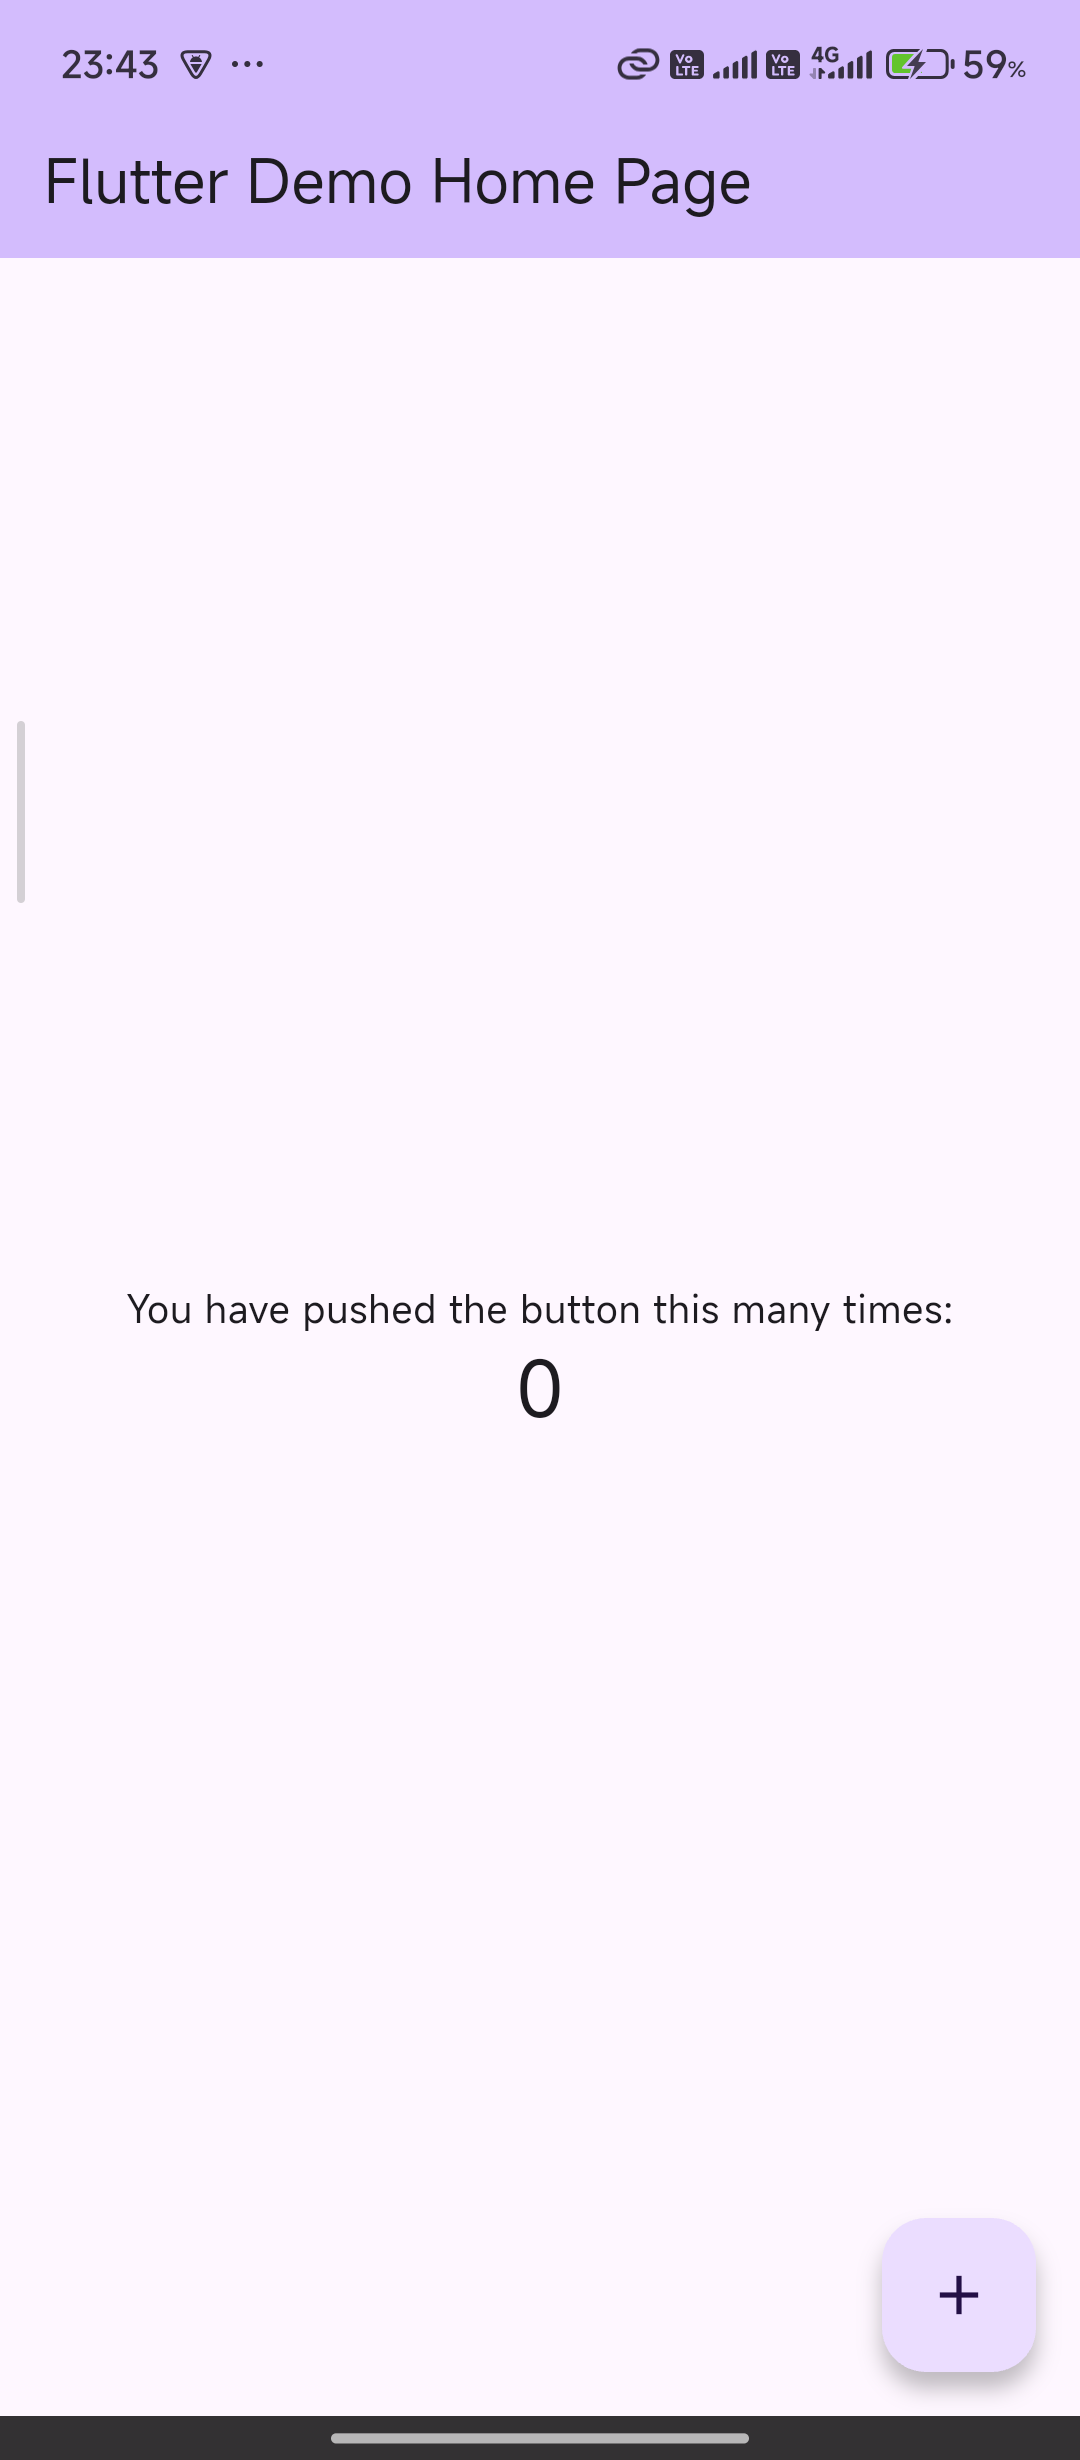 23:43 ... Vo LTE Vo LTE 4G 59%
Flutter Demo Home Page
You have pushed the button this many times:
0
+